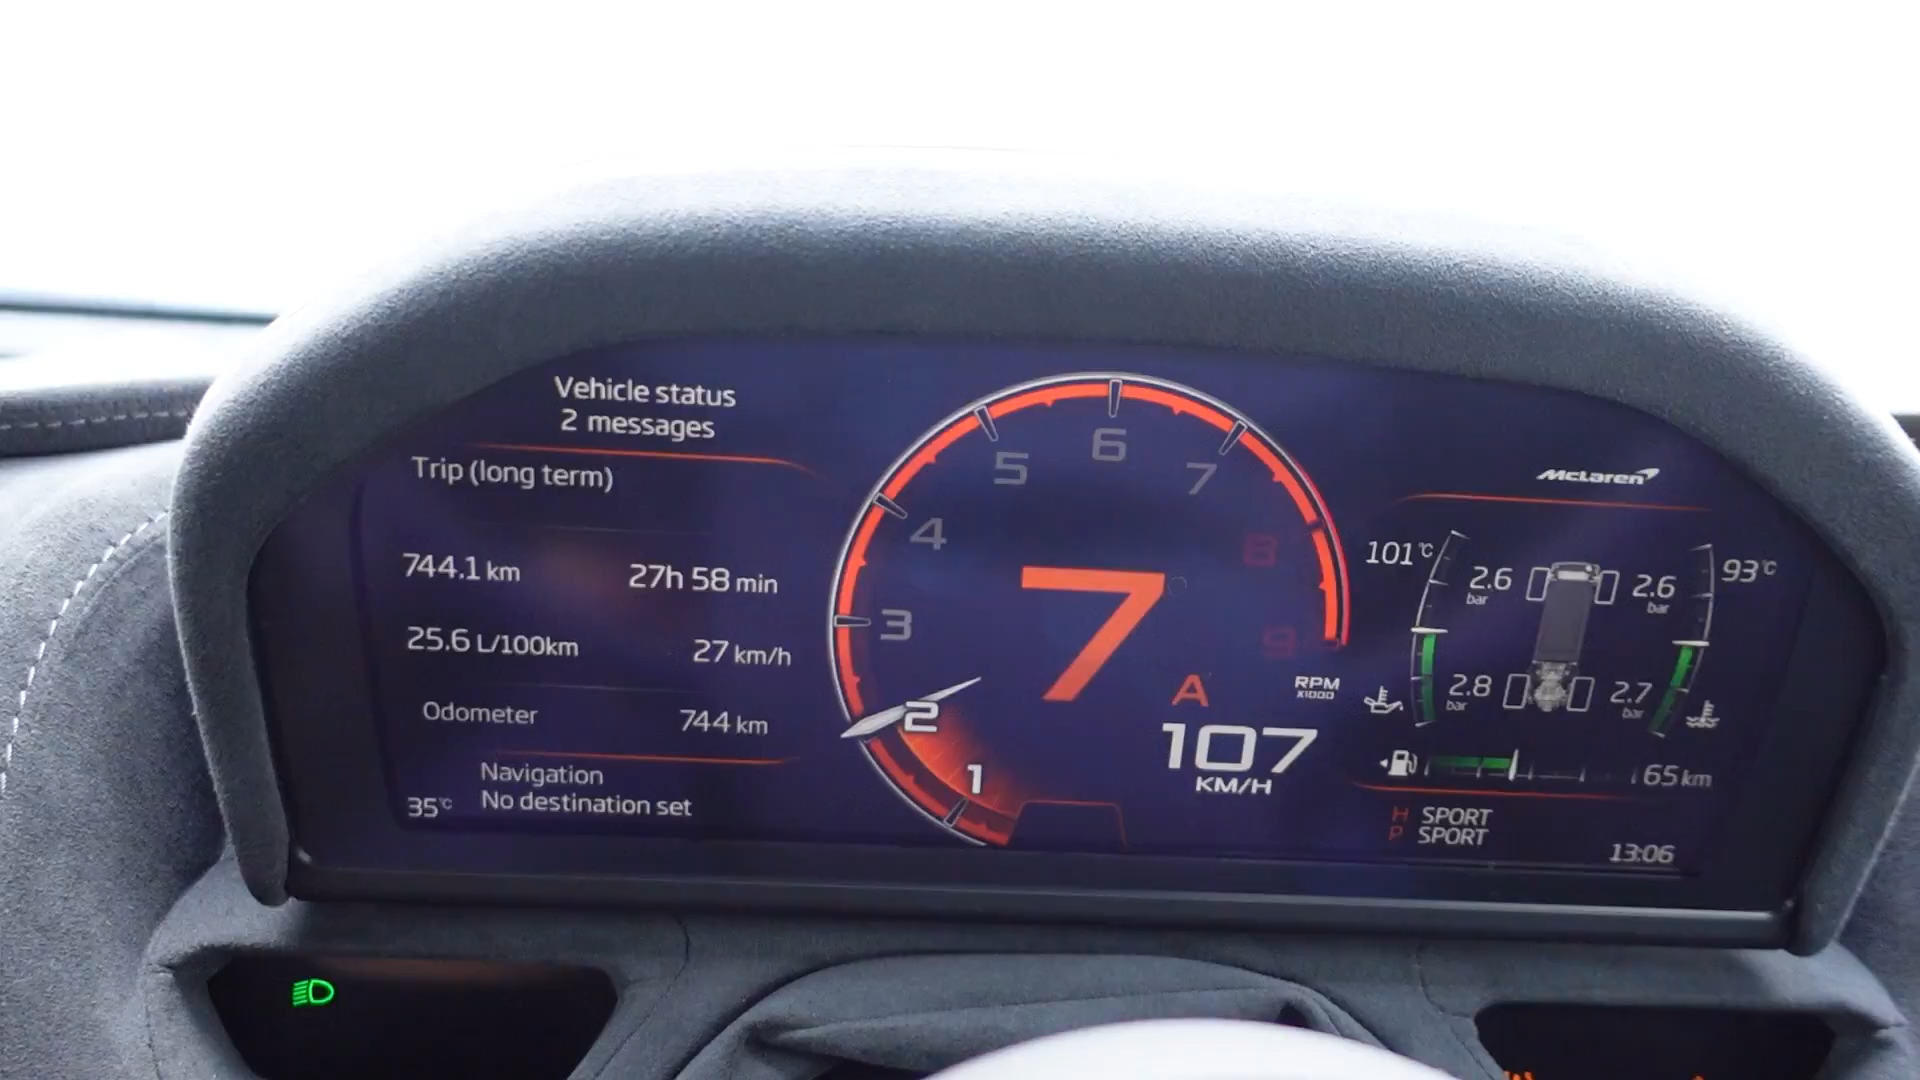 Vehicle status
2 messages
Trip (long term)
744.1 km
27h 58 min
25.6 L/100km
27 km/h
Odometer
744 km
Navigation
No destination set
35°C
1
2
3
4
5
6
7
8
9
RPM
X1000
7
A
107
KM/H
McLaren
101°C
93°C
2.6
bar
2.6
bar
2.8
bar
2.7
bar
65 km
H SPORT
P SPORT
13:06